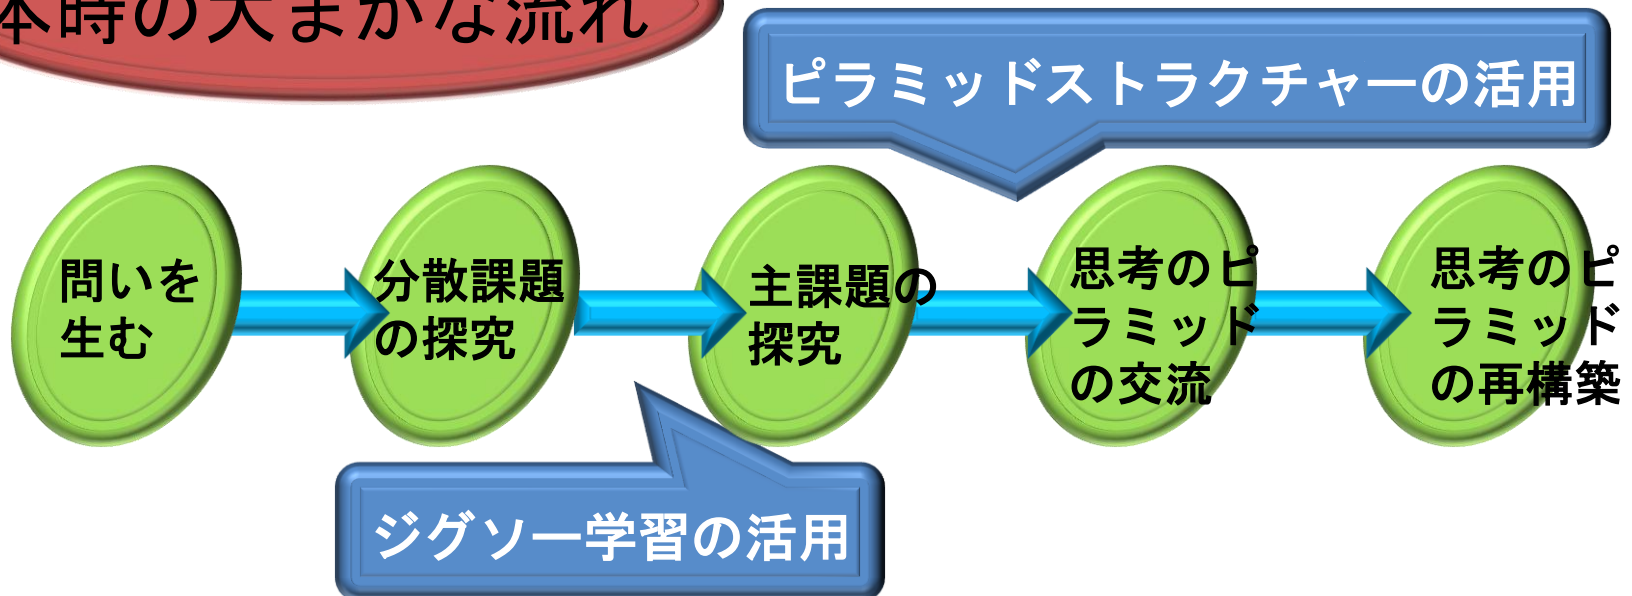 本時の大まかな流れ
ピラミッドストラクチャーの活用
問いを
生む
分散課題
の探究
主課題の
探究
思考のピ
ラミッド
の交流
思考のピ
ラミッド
の再構築
ジグソー学習の活用